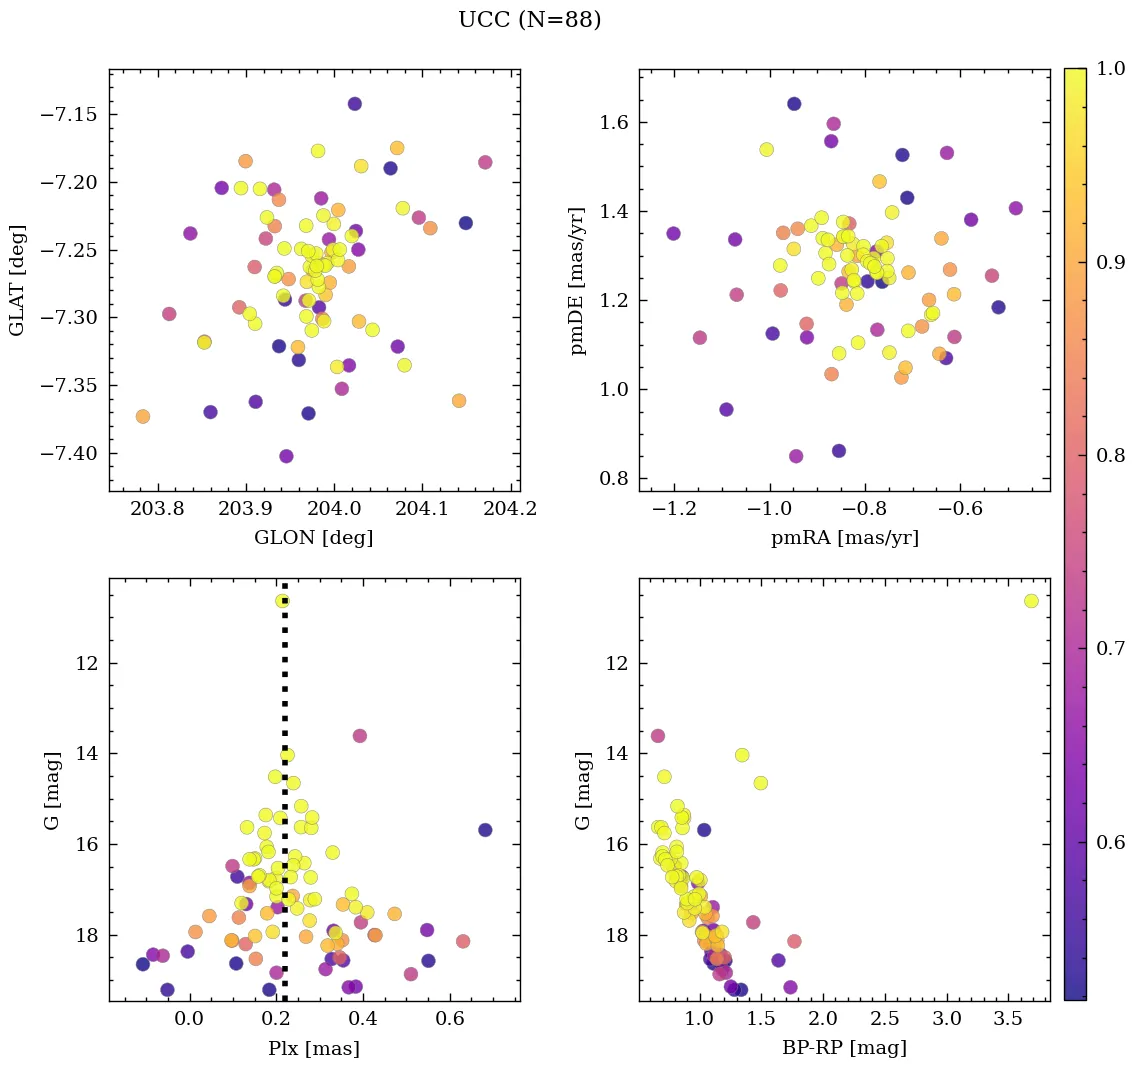 UCC (N=88)
−7.15
−7.20
−7.25
−7.30
−7.35
−7.40
GLAT [deg]
203.8 203.9 204.0 204.1 204.2
GLON [deg]
1.6
1.4
1.2
1.0
0.8
pmDE [mas/yr]
−1.2 −1.0 −0.8 −0.6
pmRA [mas/yr]
12
14
16
18
G [mag]
0.0 0.2 0.4 0.6
Plx [mas]
12
14
16
18
G [mag]
1.0 1.5 2.0 2.5 3.0 3.5
BP-RP [mag]
1.0
0.9
0.8
0.7
0.6